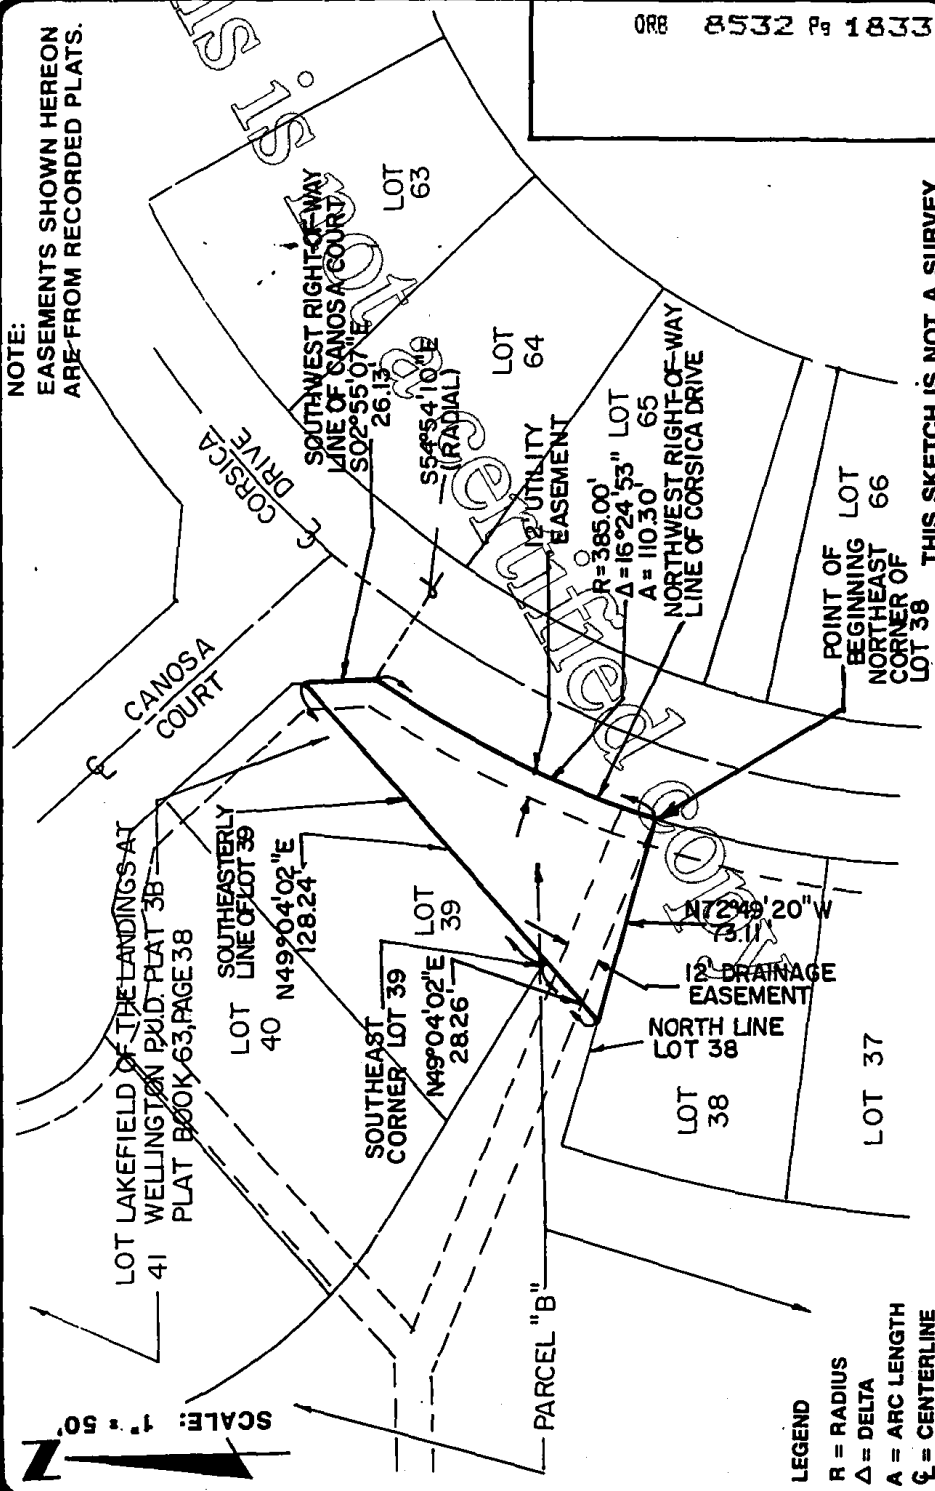 ORB 8532 Pg 1833
NOTE:
EASEMENTS SHOWN HEREON
ARE FROM RECORDED PLATS.
This is not a certified copy
SOUTHWEST RIGHT-OF-WAY
LINE OF CANOSA COURT
S02°55'07"E
26.13'
S54°54'10"E
(RADIAL)
LOT
63
LOT
64
CORSICA
DRIVE
℄
CANOSA
COURT
℄
12' UTILITY
EASEMENT
R=385.00'
Δ=16°24'53"
A=110.30'
LOT
65
NORTHWEST RIGHT-OF-WAY
LINE OF CORSICA DRIVE
LOT
66
POINT OF
BEGINNING
NORTHEAST
CORNER OF
LOT 38
THIS SKETCH IS NOT A SURVEY
LOT
41
LAKEFIELD OF THE LANDINGS AT
WELLINGTON P.U.D. PLAT 3B
PLAT BOOK 63, PAGE 38
SOUTHEASTERLY
LINE OF LOT 39
N49°04'02"E
128.24'
LOT
40
LOT
39
SOUTHEAST
CORNER LOT 39
N49°04'02"E
28.26'
N72°49'20"W
73.11'
12' DRAINAGE
EASEMENT
NORTH LINE
LOT 38
LOT
38
LOT 37
PARCEL "B"
Z
SCALE: 1" = 50'
LEGEND
R = RADIUS
Δ = DELTA
A = ARC LENGTH
℄ = CENTERLINE